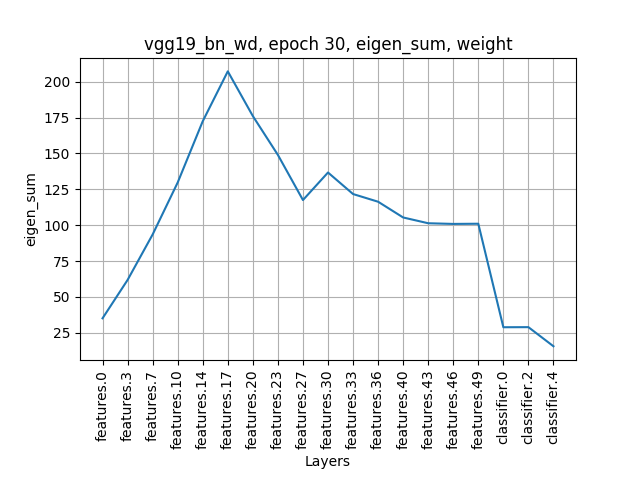 vgg19_bn_wd, epoch 30, eigen_sum, weight
200
175
150
125
100
75
50
25
eigen_sum
features.0
features.3
features.7
features.10
features.14
features.17
features.20
features.23
features.27
features.30
features.33
features.36
features.40
features.43
features.46
features.49
classifier.0
classifier.2
classifier.4
Layers